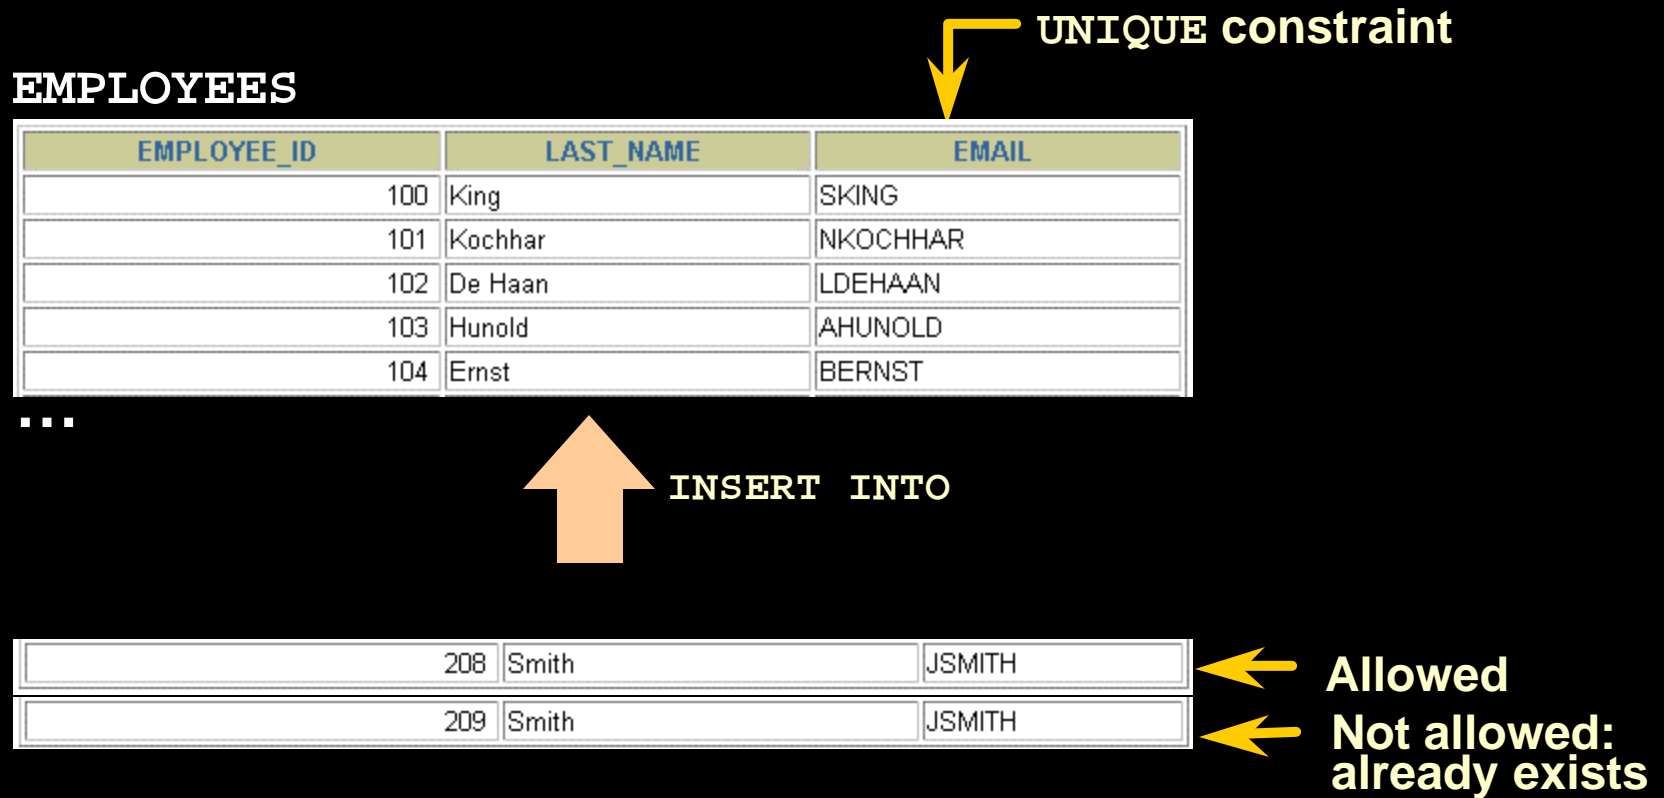 UNIQUE constraint
EMPLOYEES
EMPLOYEE_ID LAST_NAME EMAIL
100 King SKING
101 Kochhar NKOCHHAR
102 De Haan LDEHAAN
103 Hunold AHUNOLD
104 Ernst BERNST
...
INSERT INTO
208 Smith JSMITH Allowed
209 Smith JSMITH Not allowed:
already exists